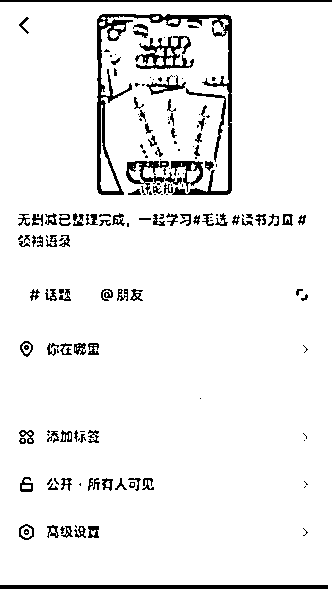 无删减已整理完成，一起学习#毛选 #读书力量 #
领袖语录
# 话题 @朋友
你在哪里
添加标签
公开 · 所有人可见
高级设置